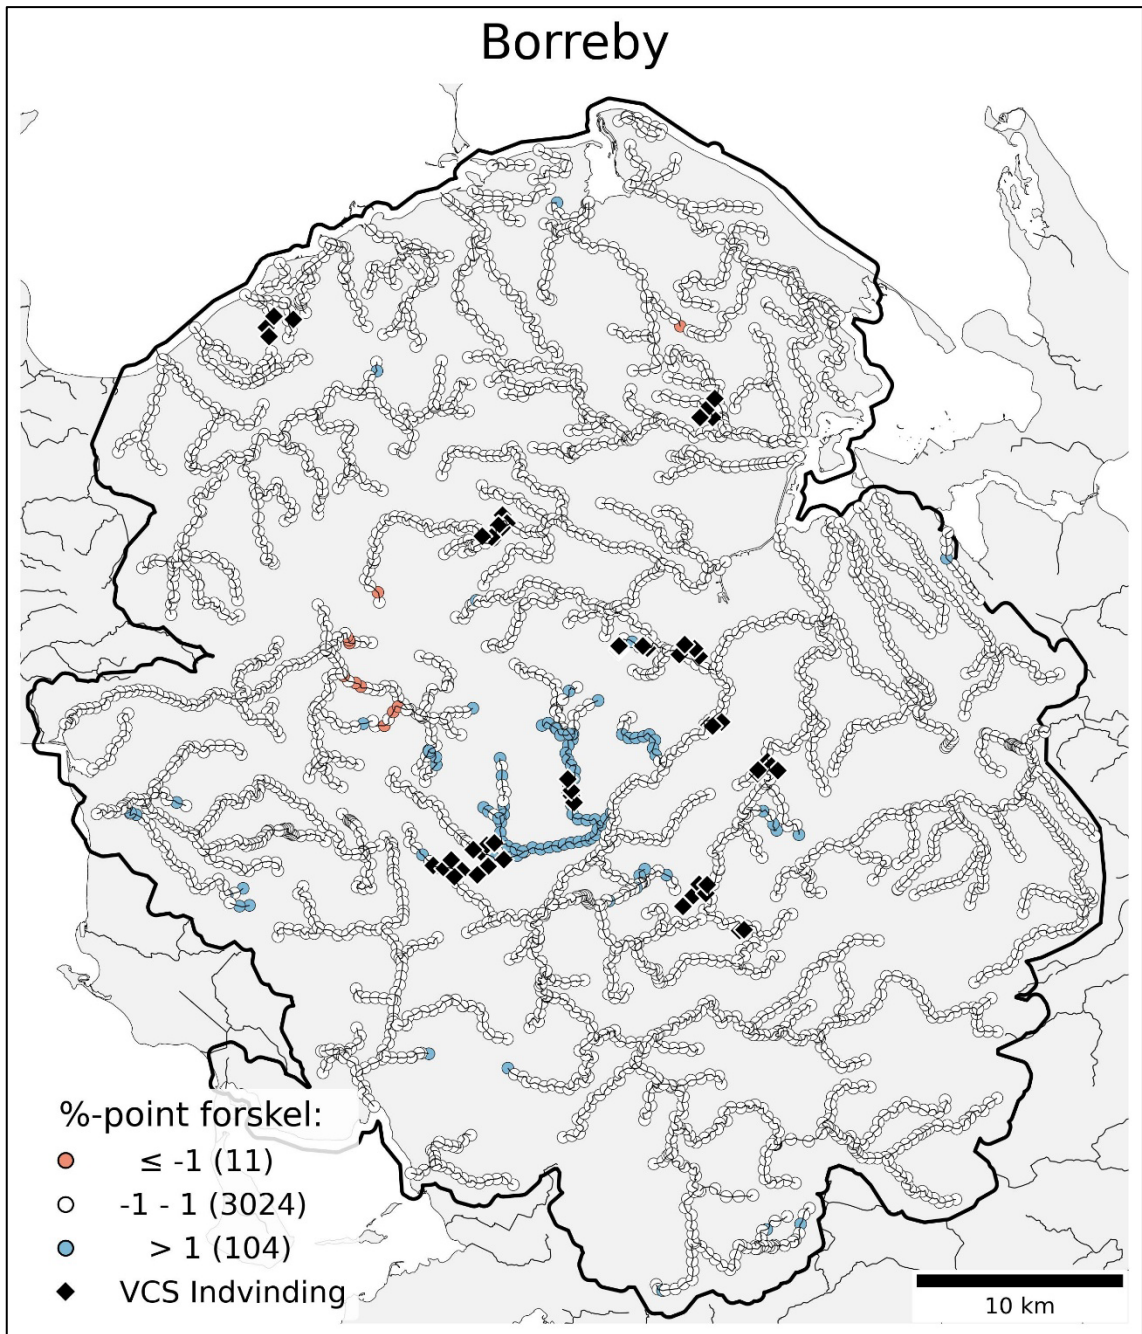 Borreby
%-point forskel:
≤ -1 (11)
-1 - 1 (3024)
> 1 (104)
VCS Indvinding
10 km